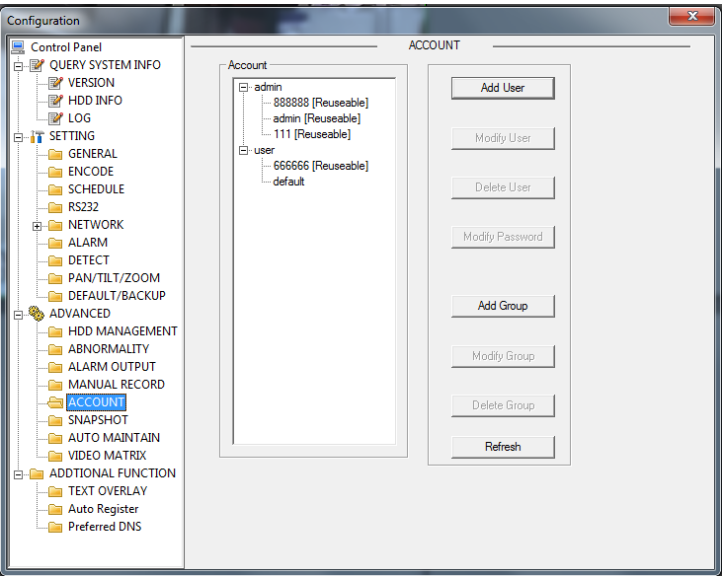 Configuration
Control Panel
QUERY SYSTEM INFO
VERSION
HDD INFO
LOG
SETTING
GENERAL
ENCODE
SCHEDULE
RS232
NETWORK
ALARM
DETECT
PAN/TILT/ZOOM
DEFAULT/BACKUP
ADVANCED
HDD MANAGEMENT
ABNORMALITY
ALARM OUTPUT
MANUAL RECORD
ACCOUNT
SNAPSHOT
AUTO MAINTAIN
VIDEO MATRIX
ADDTIONAL FUNCTION
TEXT OVERLAY
Auto Register
Preferred DNS
ACCOUNT
Account
admin
888888 [Reuseable]
admin [Reuseable]
111 [Reuseable]
user
666666 [Reuseable]
default
Add User
Modify User
Delete User
Modify Password
Add Group
Modify Group
Delete Group
Refresh